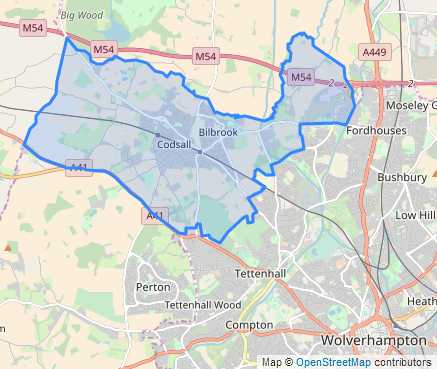 Big Wood
M54
M54
M54
A449
M54
2
2
Moseley G
Fordhouses
Bilbrook
Codsall
A41
Bushbury
Low Hill
A41
Tettenhall
Perton
Tettenhall Wood
Heath
Compton
Wolverhampton
m
Map © OpenStreetMap contributors